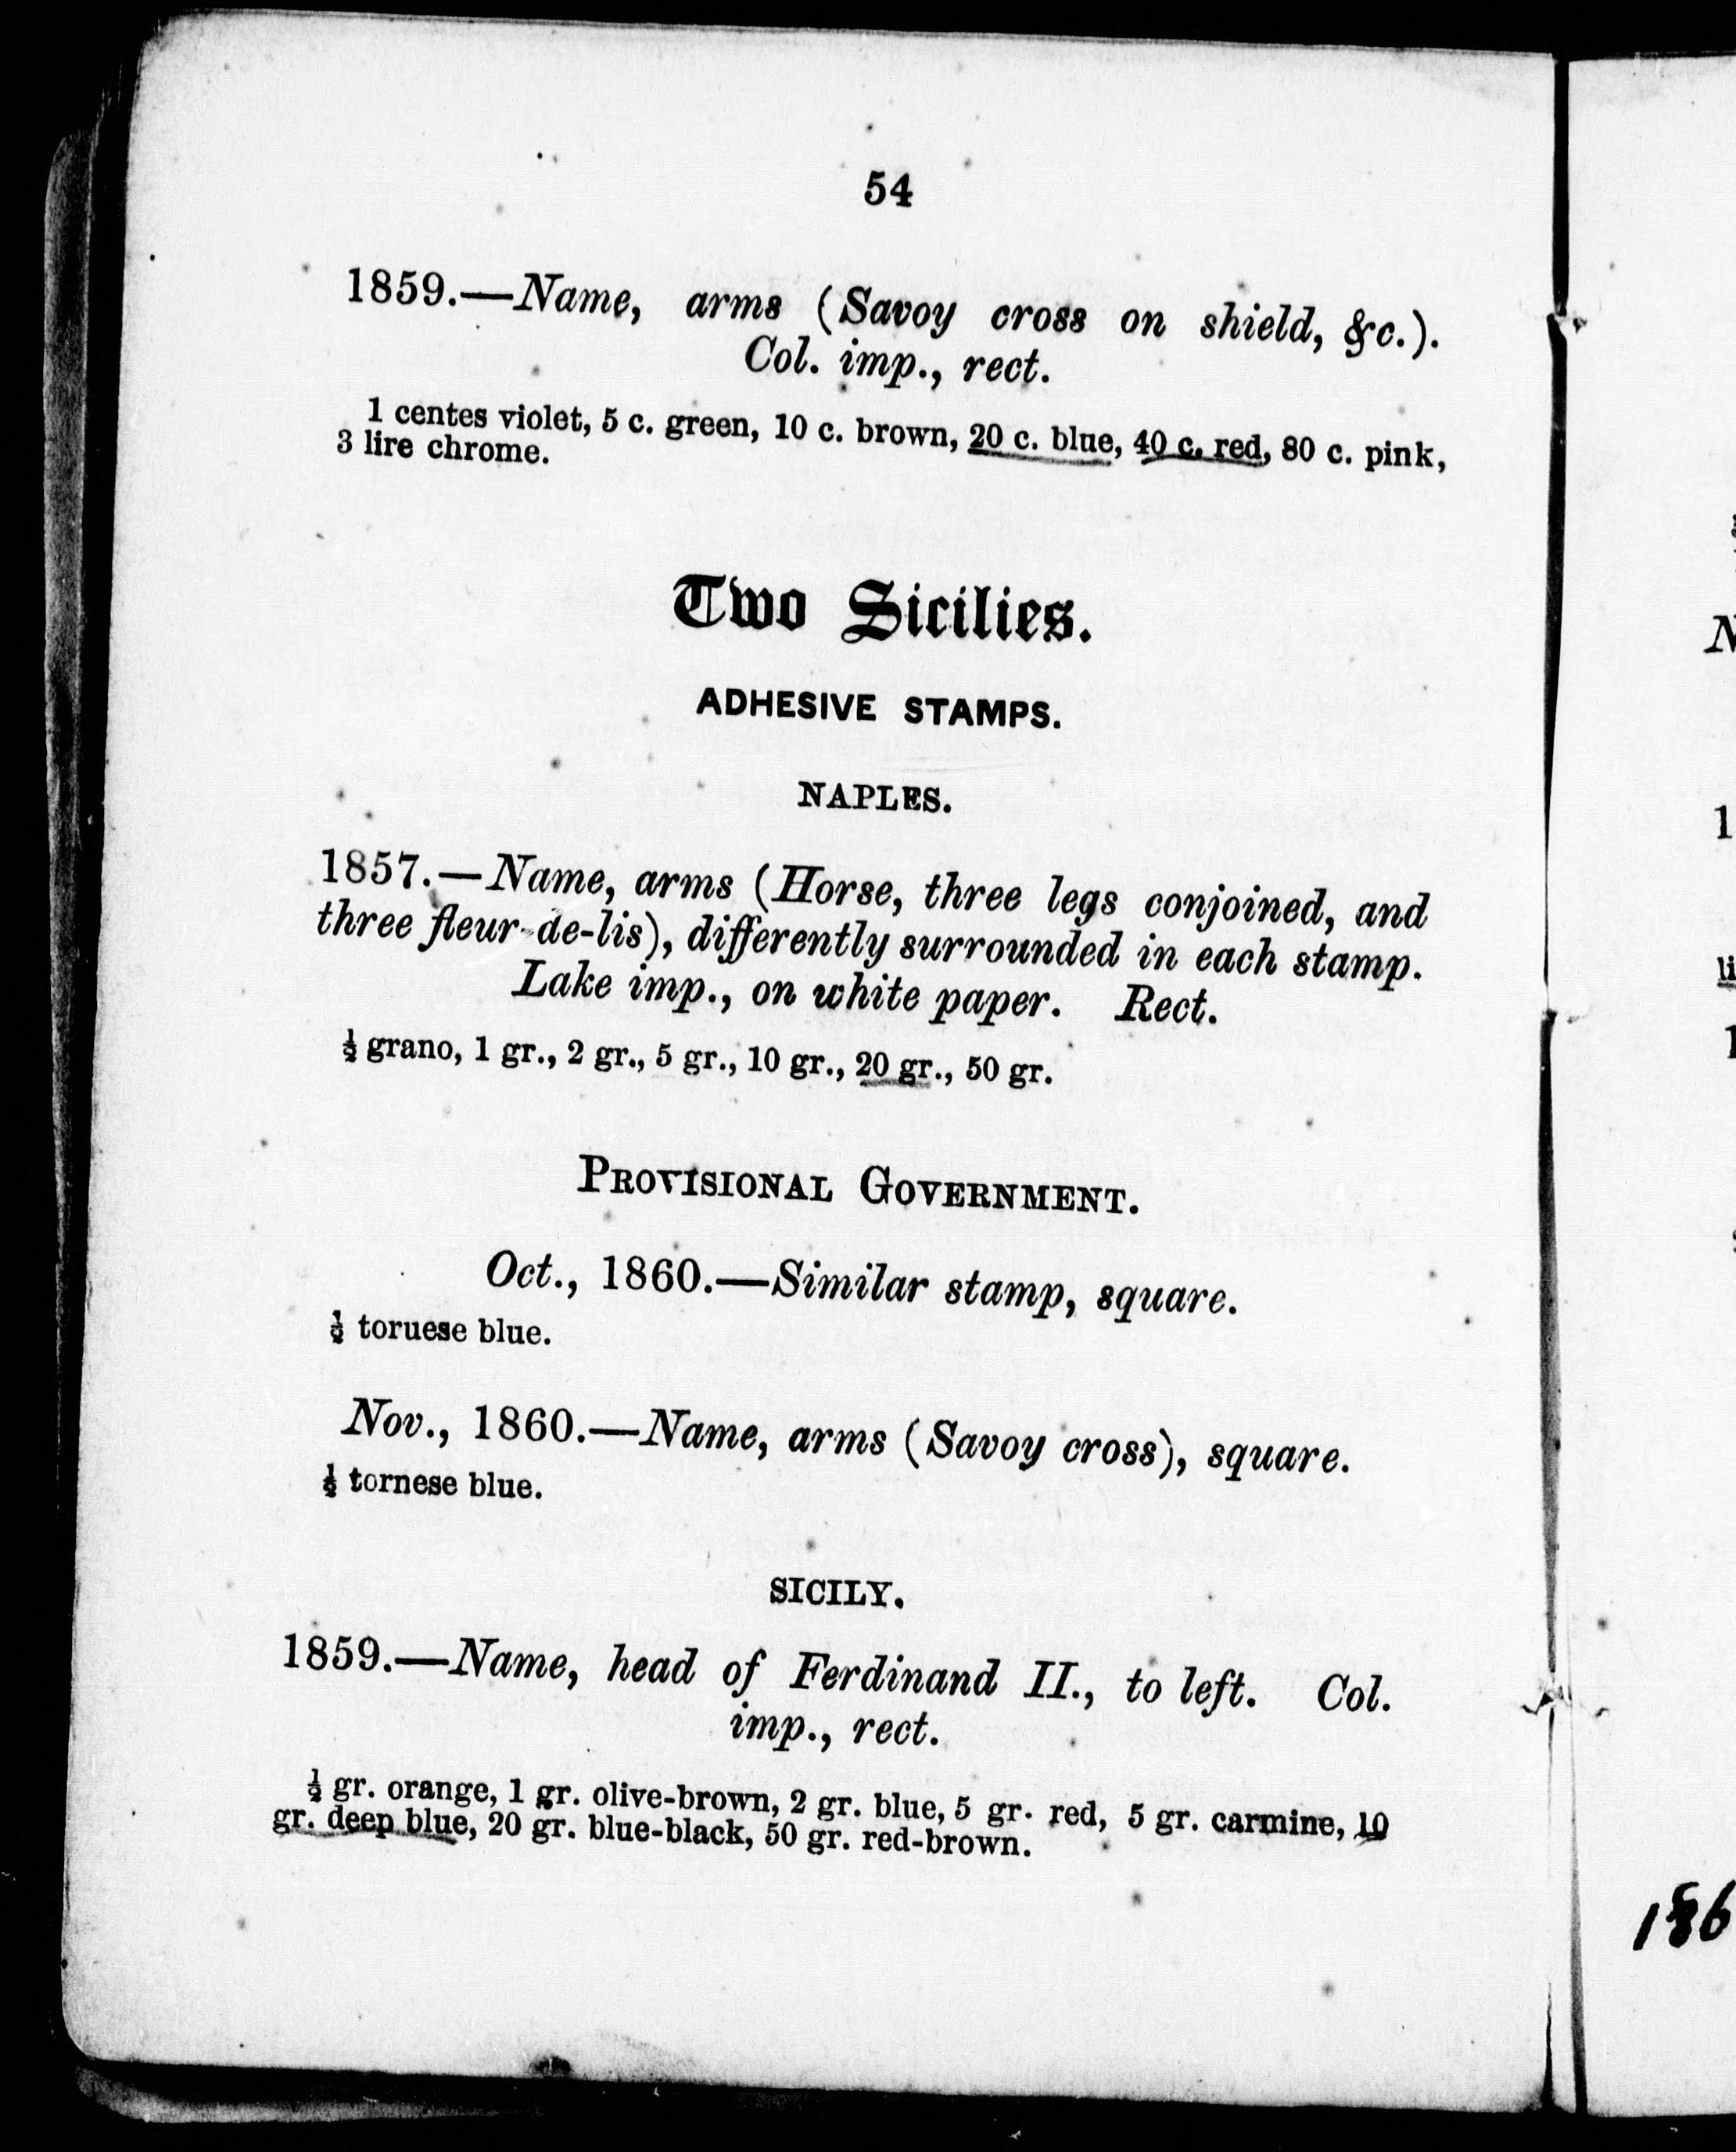 54
1859.—Name, arms (Savoy cross on shield, &c.).
Col. imp., rect.
1 centes violet, 5 c. green, 10 c. brown, 20 c. blue, 40 c. red, 80 c. pink,
3 lire chrome.
Two Sicilies.
ADHESIVE STAMPS.
NAPLES.
1857.—Name, arms (Horse, three legs conjoined, and
three fleur-de-lis), differently surrounded in each stamp.
Lake imp., on white paper. Rect.
½ grano, 1 gr., 2 gr., 5 gr., 10 gr., 20 gr., 50 gr.
PROVISIONAL GOVERNMENT.
Oct., 1860.—Similar stamp, square.
½ toruese blue.
Nov., 1860.—Name, arms (Savoy cross), square.
½ tornese blue.
SICILY.
1859.—Name, head of Ferdinand II., to left. Col.
imp., rect.
½ gr. orange, 1 gr. olive-brown, 2 gr. blue, 5 gr. red, 5 gr. carmine, 10
gr. deep blue, 20 gr. blue-black, 50 gr. red-brown.